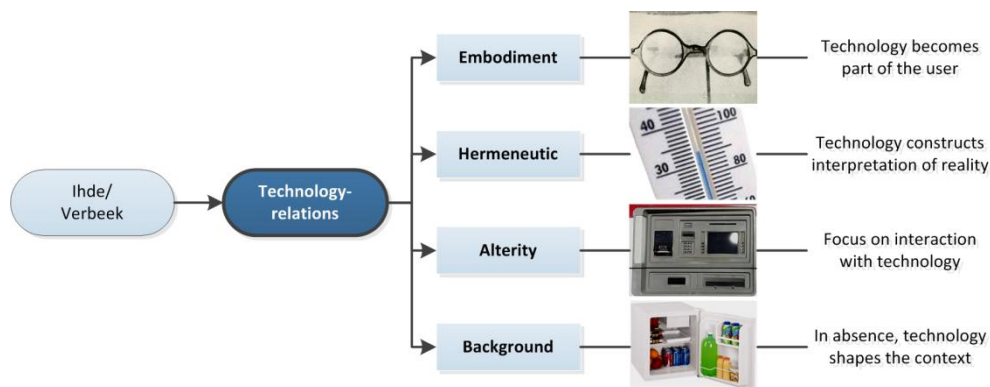 Ihde/
Verbeek
Technology-
relations
Embodiment
Technology becomes
part of the user
Hermeneutic
40
100
30
80
Technology constructs
interpretation of reality
Alterity
Focus on interaction
with technology
Background
In absence, technology
shapes the context